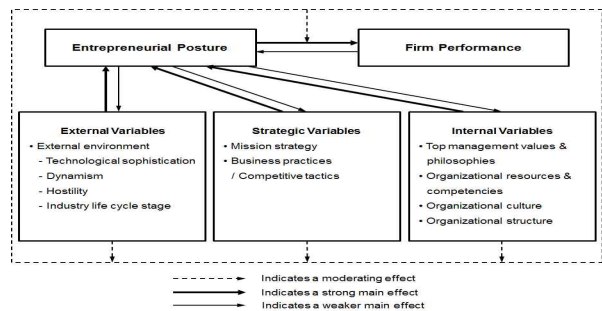 Entrepreneurial Posture
Firm Performance
External Variables
• External environment
- Technological sophistication
- Dynamism
- Hostility
- Industry life cycle stage
Strategic Variables
• Mission strategy
• Business practices
/ Competitive tactics
Internal Variables
• Top management values &
philosophies
• Organizational resources &
competencies
• Organizational culture
• Organizational structure
Indicates a moderating effect
Indicates a strong main effect
Indicates a weaker main effect